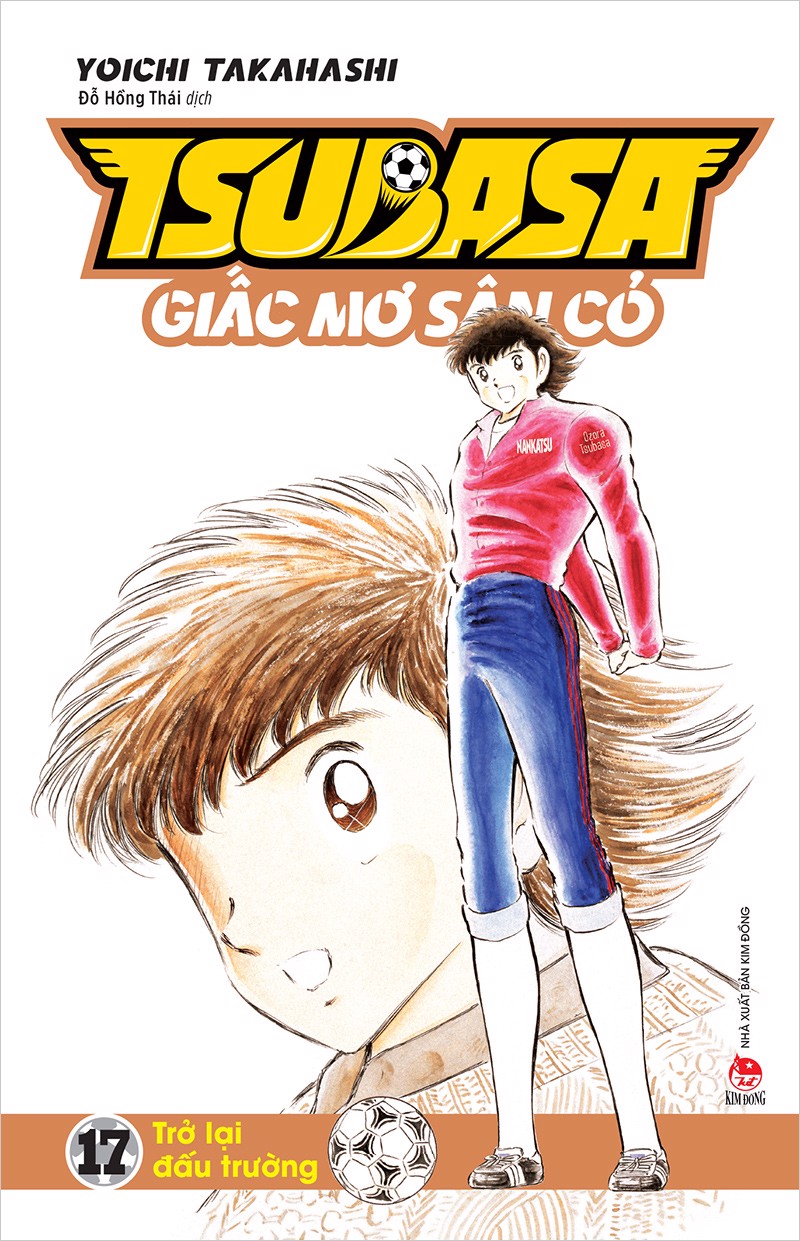 YOICHI TAKAHASHI
Đỗ Hồng Thái dịch
TSUBASA
GIẤC MƠ SÂN CỎ
NANKATSU
Ozora
Tsubasa
NHÀ XUẤT BẢN KIM ĐỒNG
KIM ĐỒNG
17
Trở lại
đấu trường